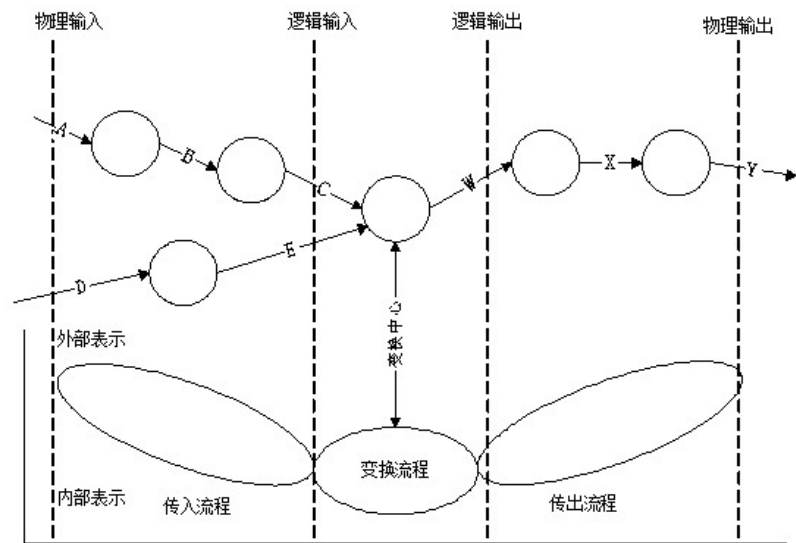 物理输入
逻辑输入
逻辑输出
物理输出
A
B
C
W
X
Y
D
E
变换中心
外部表示
内部表示
传入流程
变换流程
传出流程